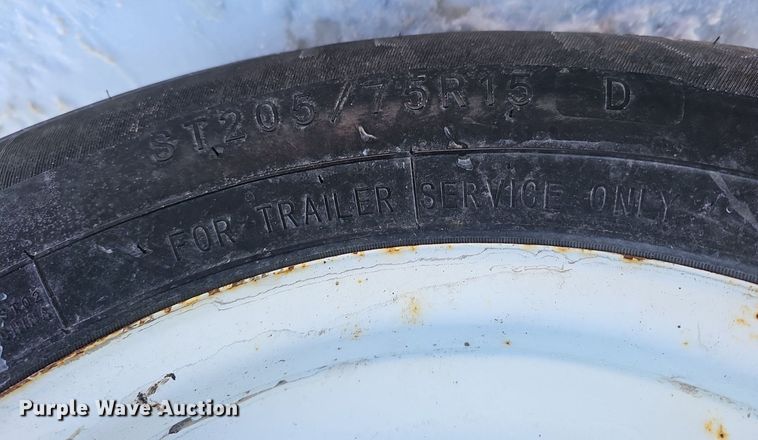 ST205/75R15 D
FOR TRAILER SERVICE ONLY
Purple Wave Auction